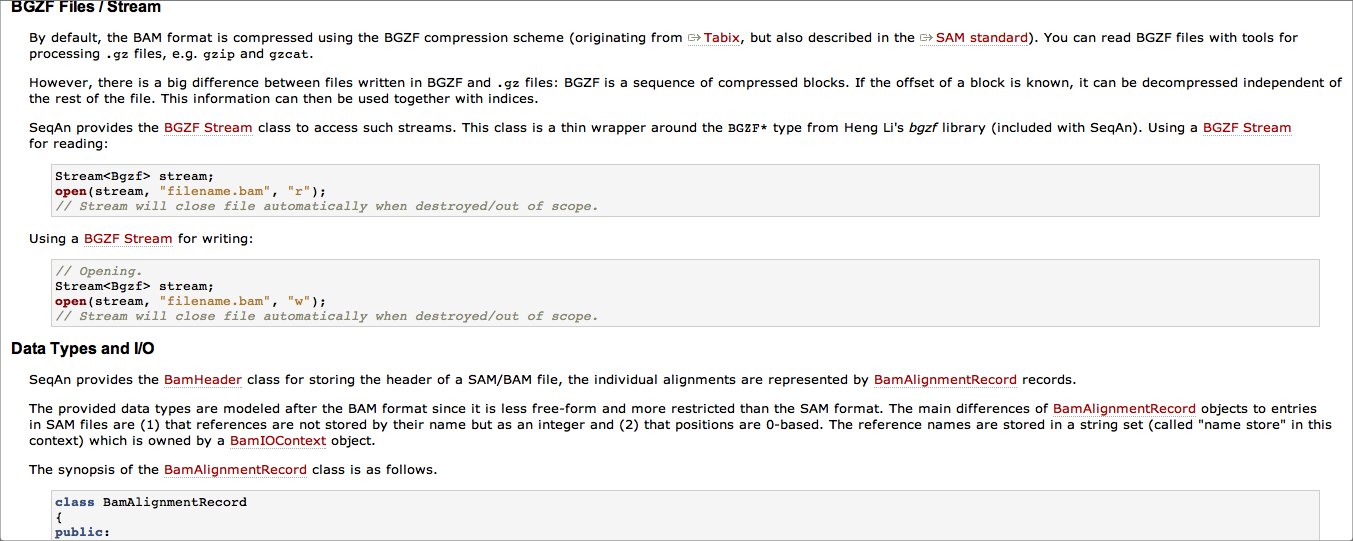 BGZF Files / Stream
By default, the BAM format is compressed using the BGZF compression scheme (originating from Tabix, but also described in the SAM standard). You can read BGZF files with tools for
processing .gz files, e.g. gzip and gzcat.
However, there is a big difference between files written in BGZF and .gz files: BGZF is a sequence of compressed blocks. If the offset of a block is known, it can be decompressed independent of
the rest of the file. This information can then be used together with indices.
SeqAn provides the BGZF Stream class to access such streams. This class is a thin wrapper around the BGZF* type from Heng Li's bgzf library (included with SeqAn). Using a BGZF Stream
for reading:
Stream<Bgzf> stream;
open(stream, "filename.bam", "r");
// Stream will close file automatically when destroyed/out of scope.
Using a BGZF Stream for writing:
// Opening.
Stream<Bgzf> stream;
open(stream, "filename.bam", "w");
// Stream will close file automatically when destroyed/out of scope.
Data Types and I/O
SeqAn provides the BamHeader class for storing the header of a SAM/BAM file, the individual alignments are represented by BamAlignmentRecord records.
The provided data types are modeled after the BAM format since it is less free-form and more restricted than the SAM format. The main differences of BamAlignmentRecord objects to entries
in SAM files are (1) that references are not stored by their name but as an integer and (2) that positions are 0-based. The reference names are stored in a string set (called "name store" in this
context) which is owned by a BamIOContext object.
The synopsis of the BamAlignmentRecord class is as follows.
class BamAlignmentRecord
{
public: